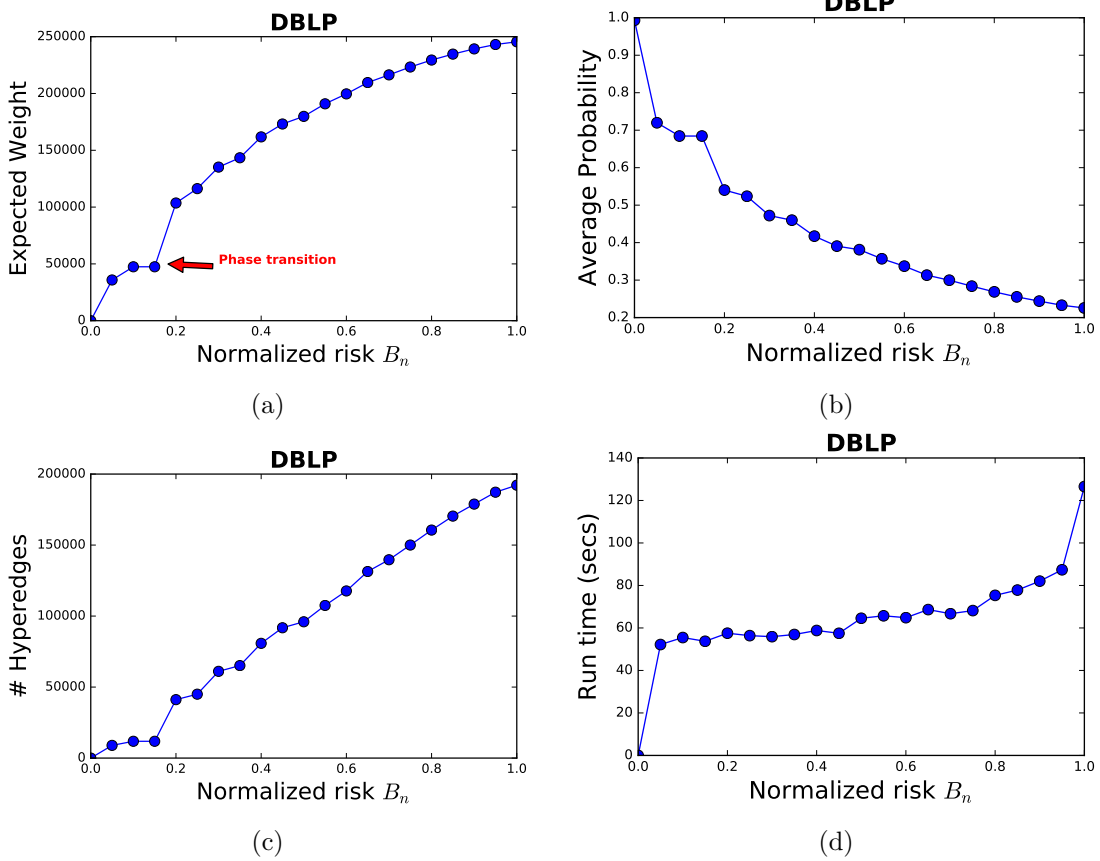 DBLP
250000
200000
150000
100000
50000
0
Expected Weight
Phase transition
0.0 0.2 0.4 0.6 0.8 1.0
Normalized risk Bₙ
(a)
DBLP
1.0
0.9
0.8
0.7
0.6
0.5
0.4
0.3
0.2
Average Probability
0.0 0.2 0.4 0.6 0.8 1.0
Normalized risk Bₙ
(b)
DBLP
200000
150000
100000
50000
0
# Hyperedges
0.0 0.2 0.4 0.6 0.8 1.0
Normalized risk Bₙ
(c)
DBLP
140
120
100
80
60
40
20
0
Run time (secs)
0.0 0.2 0.4 0.6 0.8 1.0
Normalized risk Bₙ
(d)